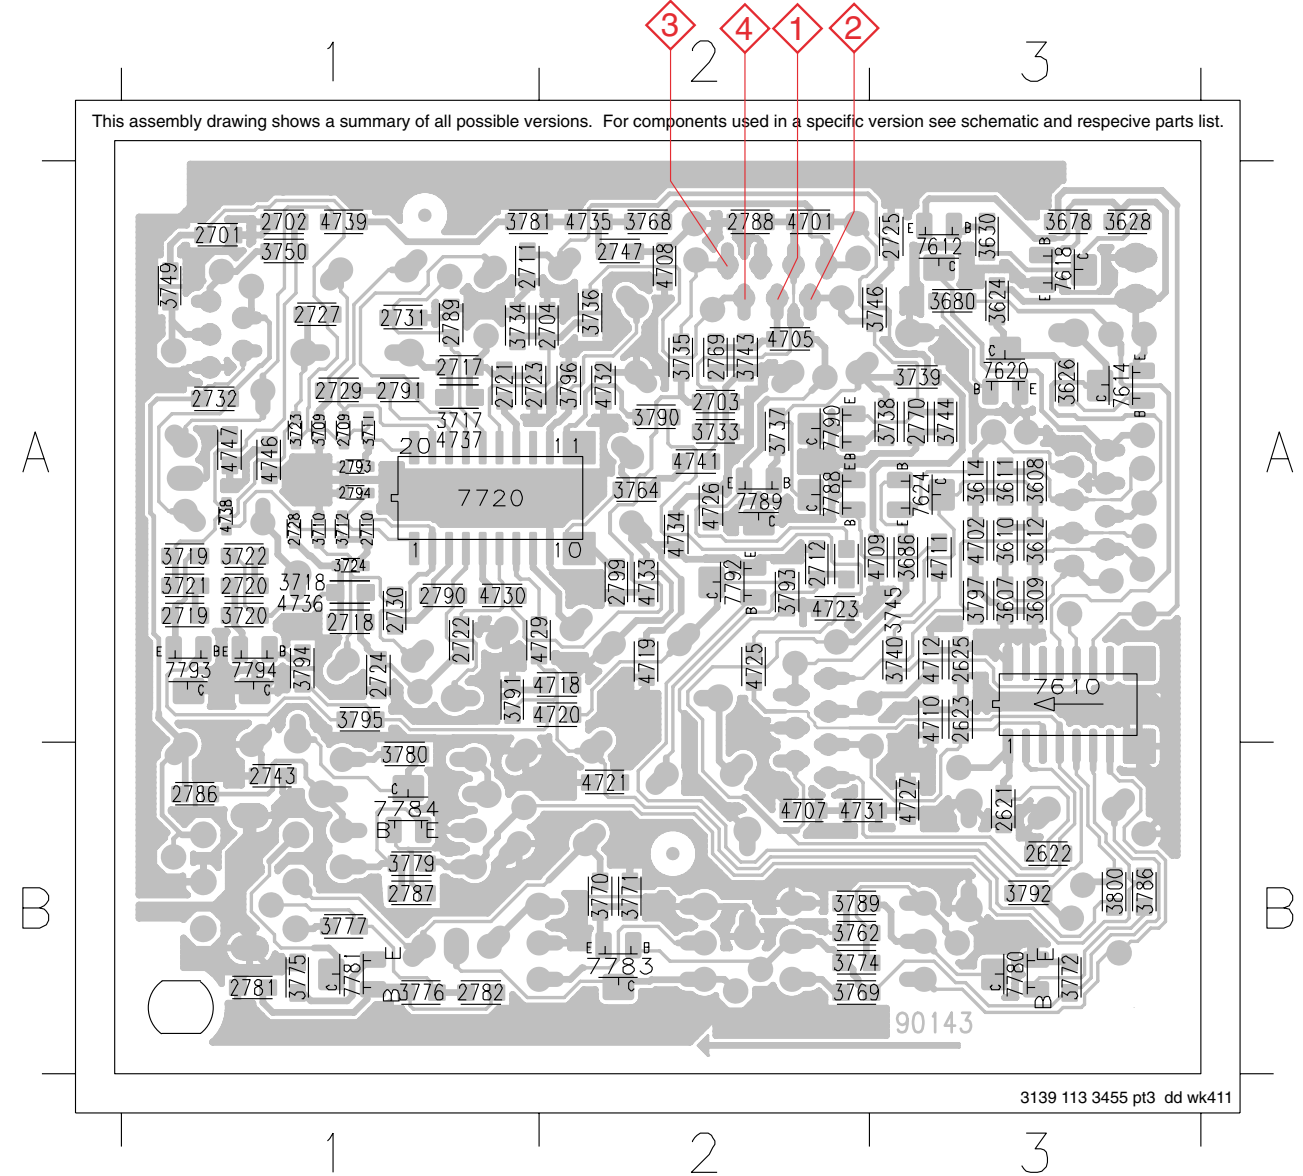 3 4 1 2
1 2 3
This assembly drawing shows a summary of all possible versions. For components used in a specific version see schematic and respecive parts list.
2702 4739 3781 4735 3768 2788 4701 2725 E B 3630 3678 3628
2701 7612
3750 2711 2747 4708 C B 7618 C
3749 E
2727 2731 2789 3734 2704 3736 3746 3680 3624
4705
3735 2769 3743
2717 C 7620 E
2732 2729 2791 2721 2723 3796 4732 3739 B E 3626 C 7614
2703 B
3717 3790 E
4737 3733 3737 C 7790 3738 2770 3744
3723 3709 2709 3711
4747 4746 20 11 4741 B
A A
2793 7720 3764 E B E B 3614 3611 3608
2794 4726 7789 C 7788 7624 C
4738 C B E
2728 3710 3712 2710 4734
1 10 4702 3610 3612
3719 3722 3724 2712 4709 3686 4711
3721 2720 3718 E
2719 3720 4736 2730 2790 4730 2799 4733 C 7792 3793 3797 3607 3609
2718 B 4723 3745
2722 4729
E B E B 3794 2724 4719 4725 3740 4712 2625
7793 7794
C C 3791 4718 7610
3795 4720 4710 2623
1
3780
2743 4721
2786 C
7784 4707 4731 4727 2621
B E
3779 2622
2787 3770 3771 3792 3800 3786
B B
3789
3777 3762
E E B E
3775 C 7781 7783 3774 C 7780 3772
2781 B 3776 2782 C 3769 B
90143
3139 113 3455 pt3 dd wk411
1 2 3